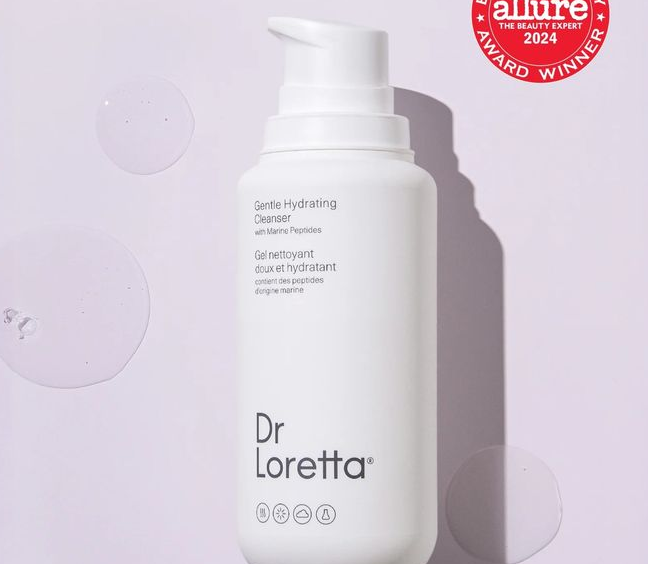 allure
THE BEAUTY EXPERT
2024
AWARD WINNER
Gentle Hydrating
Cleanser
with Marine Peptides
Gel nettoyant
doux et hydratant
contient des peptides
d'origine marine
Dr
Loretta®